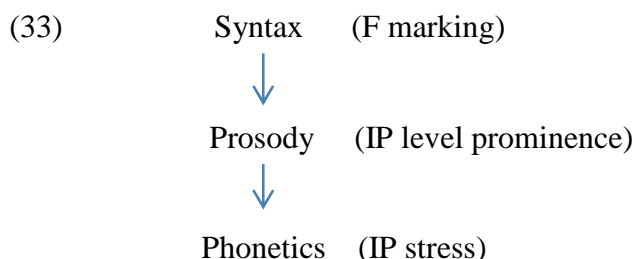 (33) Syntax (F marking)
Prosody (IP level prominence)
Phonetics (IP stress)